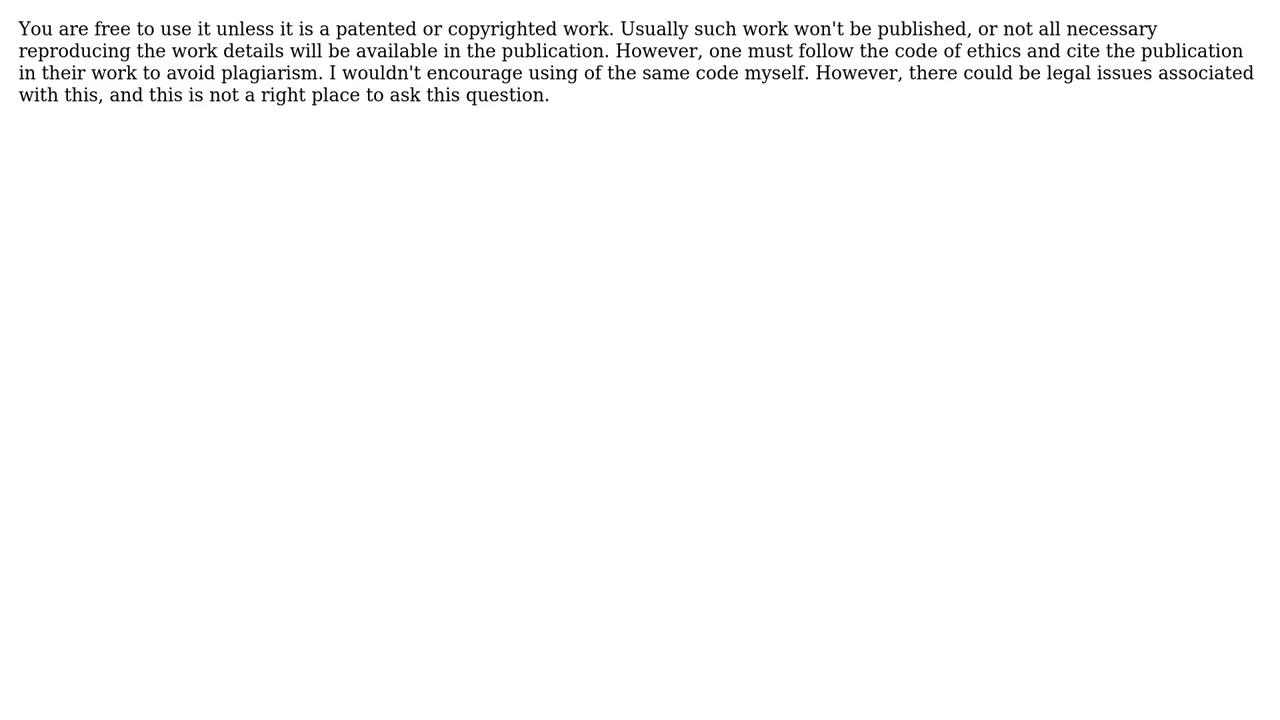 You are free to use it unless it is a patented or copyrighted work. Usually such work won't be published, or not all necessary
reproducing the work details will be available in the publication. However, one must follow the code of ethics and cite the publication
in their work to avoid plagiarism. I wouldn't encourage using of the same code myself. However, there could be legal issues associated
with this, and this is not a right place to ask this question.